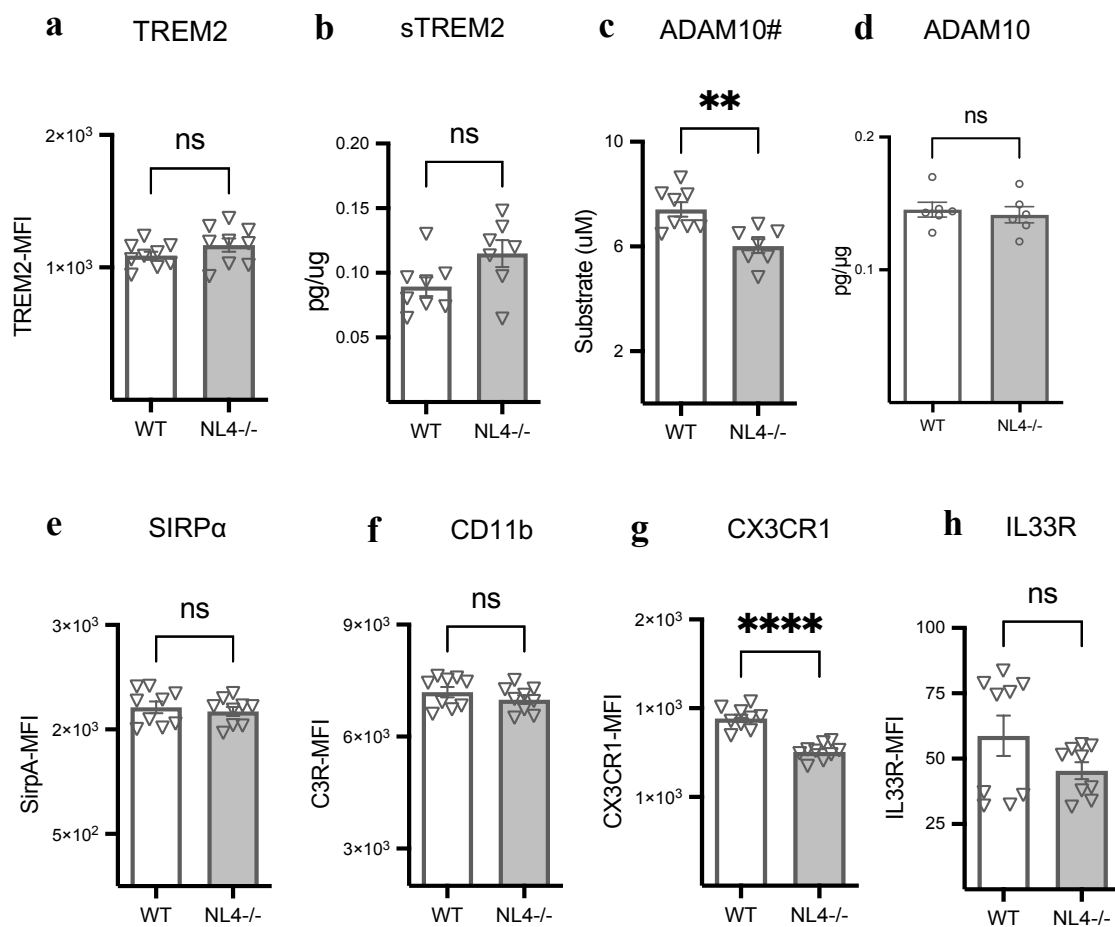 a TREM2
2×10³
1×10³
TREM2-MFI
ns
WT NL4-/-
b sTREM2
0.20
0.15
0.10
0.05
pg/ug
ns
WT NL4-/-
c ADAM10#
10
6
2
Substrate (uM)
**
WT NL4-/-
d ADAM10
0.2
0.1
pg/µg
ns
WT NL4-/-
e SIRPα
3×10³
2×10³
5×10²
SirpA-MFI
ns
WT NL4-/-
f CD11b
9×10³
6×10³
3×10³
C3R-MFI
ns
WT NL4-/-
g CX3CR1
2×10³
1×10³
1×10³
CX3CR1-MFI
****
WT NL4-/-
h IL33R
100
75
50
25
IL33R-MFI
ns
WT NL4-/-